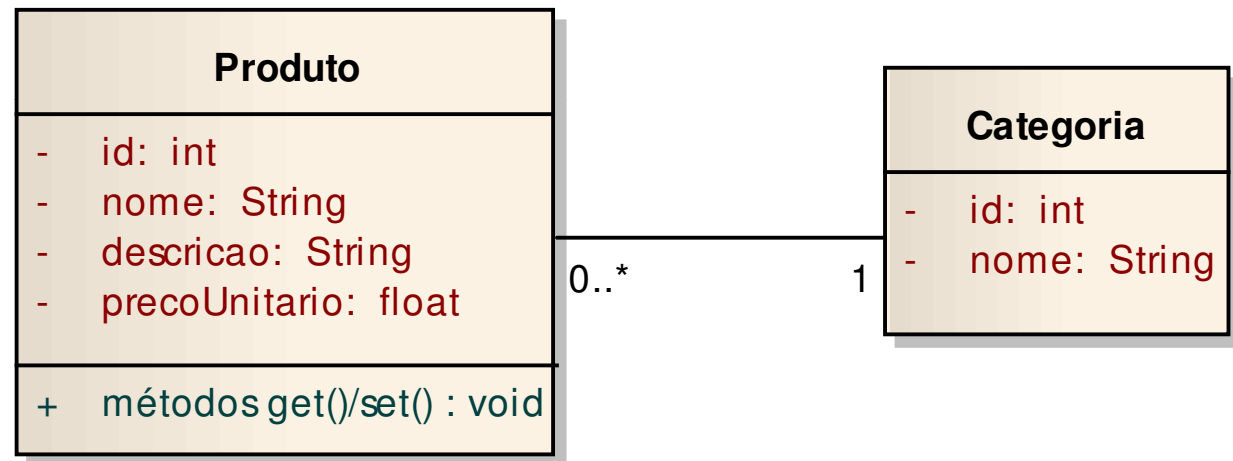 Produto
- id: int
- nome: String
- descricao: String
- precoUnitario: float
+ métodos get()/set() : void
0..*
1
Categoria
- id: int
- nome: String